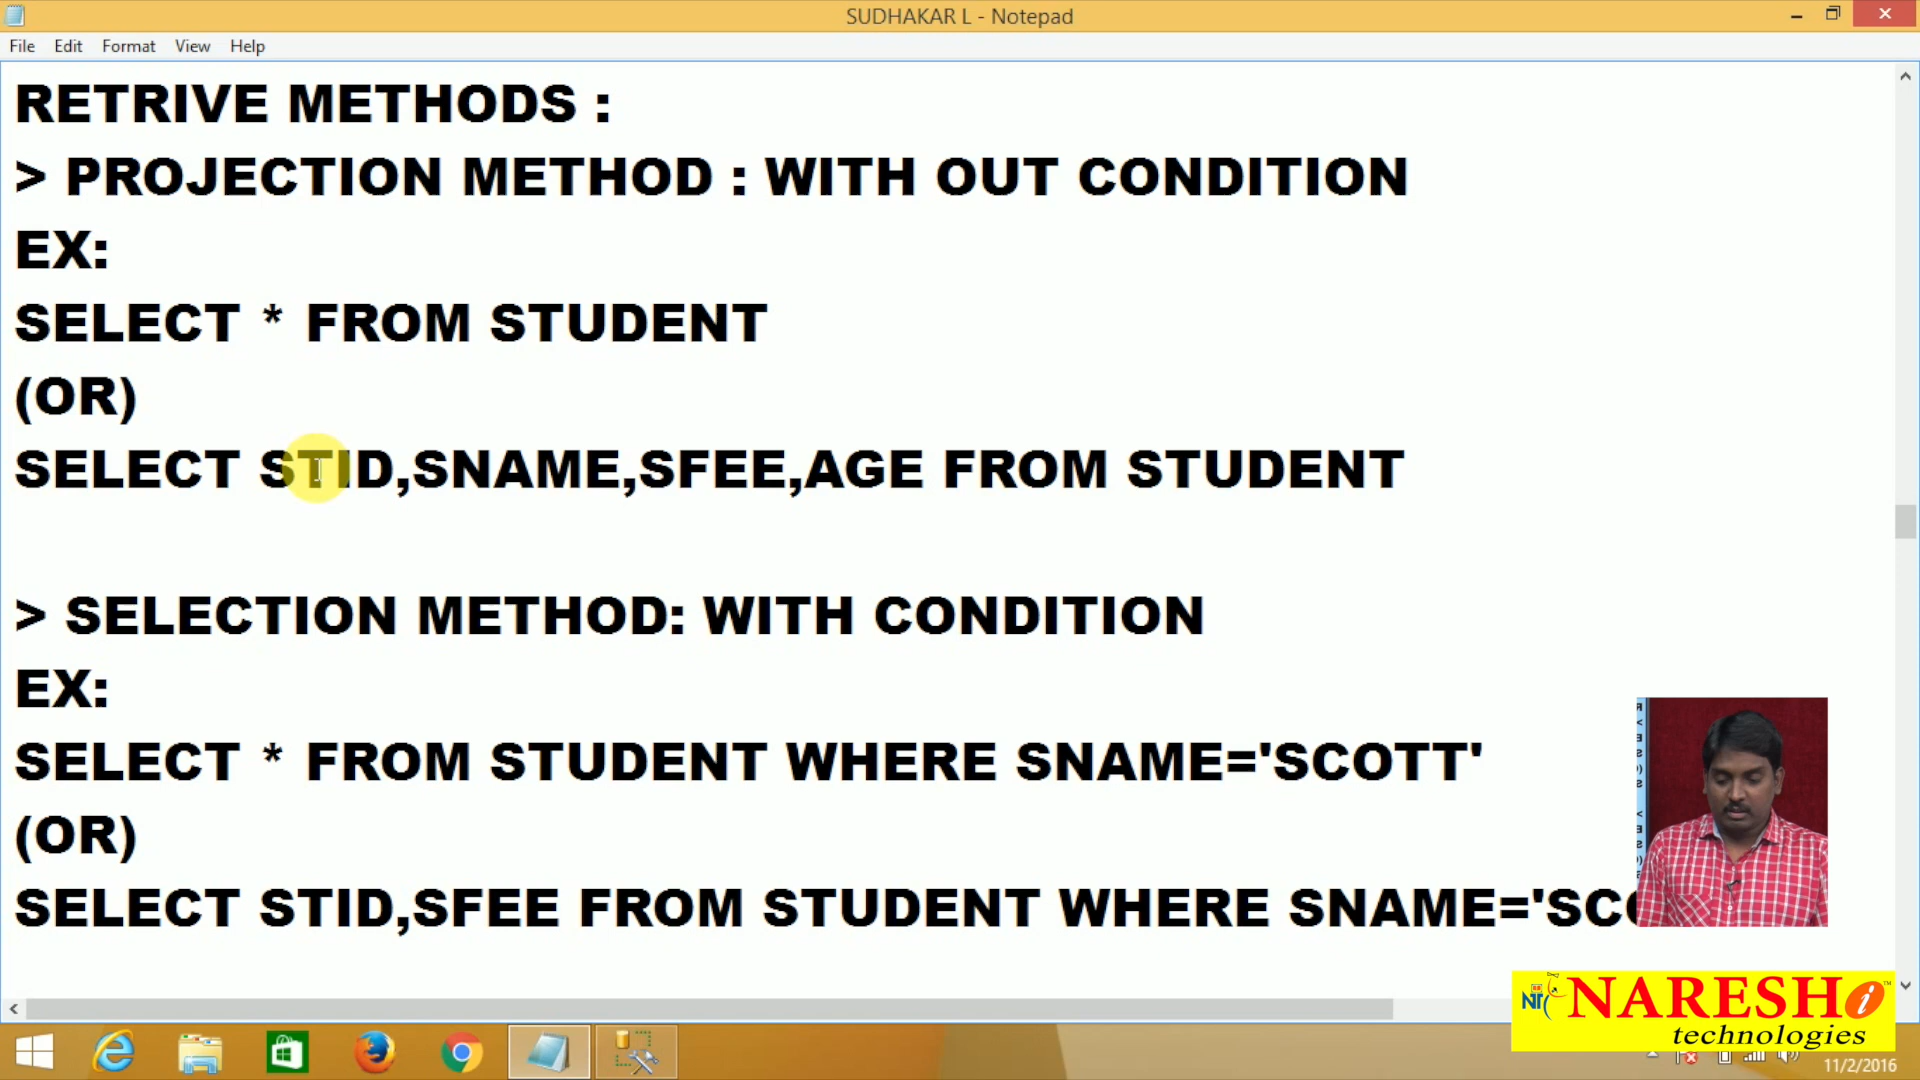 SUDHAKAR L - Notepad
File Edit Format View Help
RETRIVE METHODS :
> PROJECTION METHOD : WITH OUT CONDITION
EX:
SELECT * FROM STUDENT
(OR)
SELECT STID,SNAME,SFEE,AGE FROM STUDENT
> SELECTION METHOD: WITH CONDITION
EX:
SELECT * FROM STUDENT WHERE SNAME='SCOTT'
(OR)
SELECT STID,SFEE FROM STUDENT WHERE
NARESH i
technologies
11/2/2016